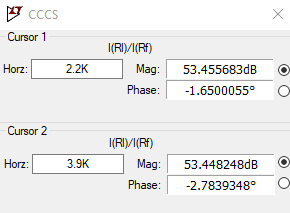 CCCS
Cursor 1
I(Rl)/I(Rf)
Horz: 2.2K Mag: 53.455683dB
Phase: -1.6500055°
Cursor 2
I(Rl)/I(Rf)
Horz: 3.9K Mag: 53.448248dB
Phase: -2.7839348°